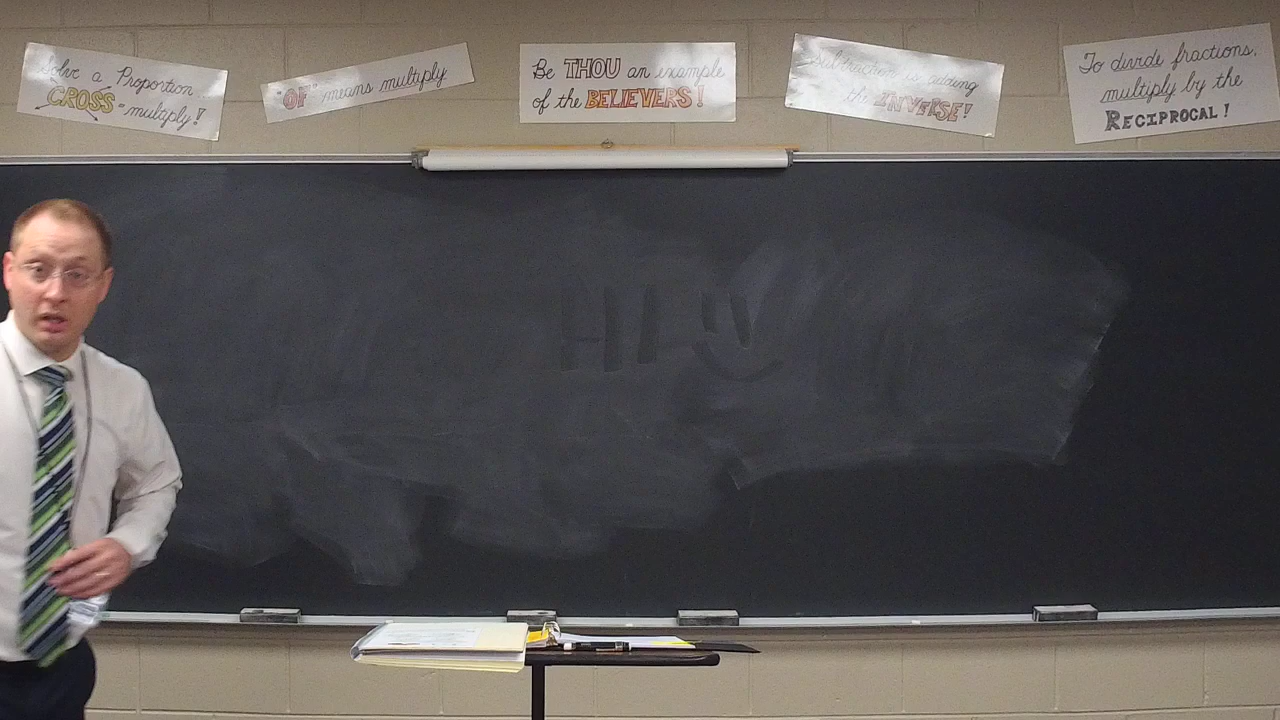 Solve a Proportion
CROSS-multiply!
"OF" means multiply
Be THOU an example
of the BELIEVERS!
Subtraction is adding
the INVERSE!
To divide fractions,
multiply by the
RECIPROCAL!
HI